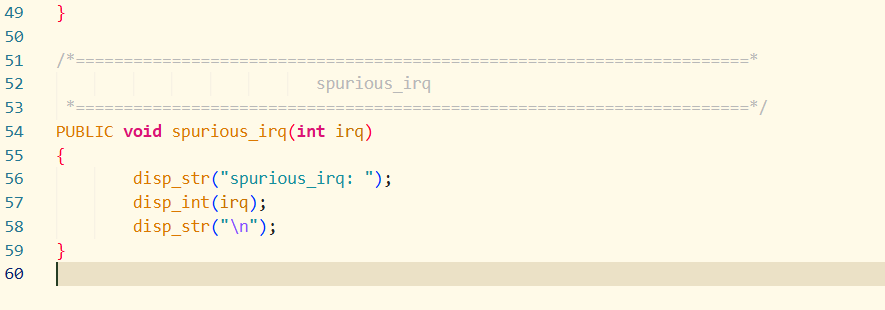 49 }
50
51 /*======================================================================*
52                            spurious_irq
53  *======================================================================*/
54 PUBLIC void spurious_irq(int irq)
55 {
56         disp_str("spurious_irq: ");
57         disp_int(irq);
58         disp_str("\n");
59 }
60